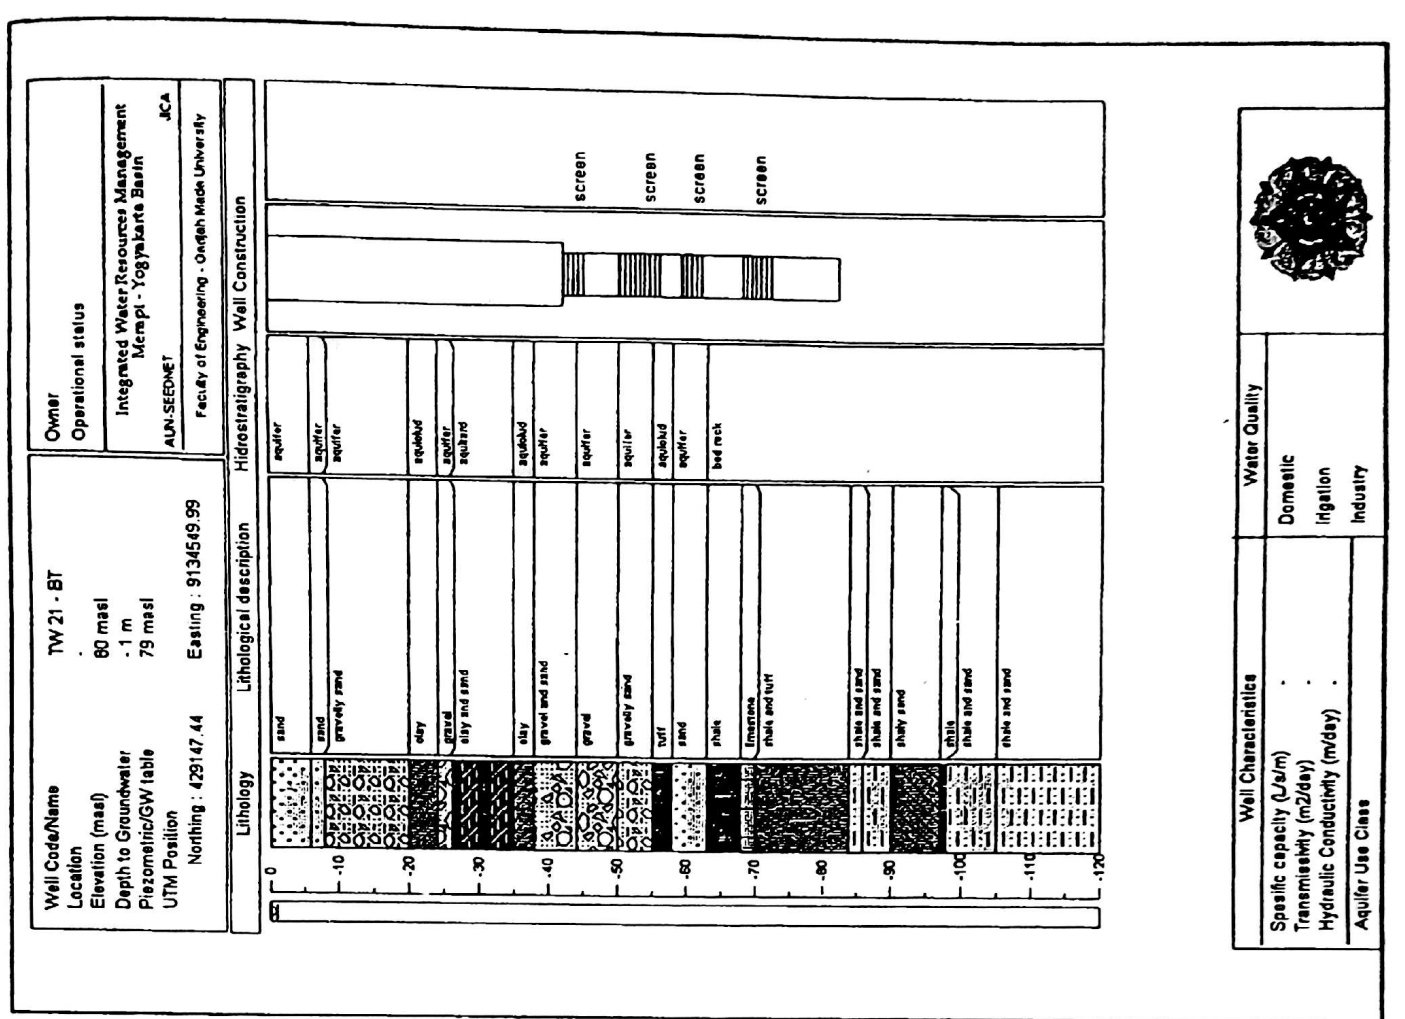 Well Code/Name TW 21 - BT
Location .
Elevation (masl) 80 masl
Depth to Groundwater - 1 m
Piezometric/GW table 79 masl
UTM Position
Northing : 429147.44 Easting : 9134549.99
Owner
Operational status
Integrated Water Resources Management
Merapi - Yogyakarta Basin
AUN-SEEDNET JICA
Faculty of Engineering - Gadjah Mada University
Lithology Lithological description Hidrostratigraphy Well Construction
0
-10
-20
-30
-40
-50
-60
-70
-80
-90
-100
-110
-120
sand
sand
gravelly sand
clay
gravel
clay and sand
clay
gravel and sand
gravel
gravelly sand
tuff
sand
shale
limestone
shale and tuff
shale and sand
shale and sand
shaly sand
shale
shale and sand
shale and sand
aquifer
aquifer
aquifer
aquiclud
aquifer
aquitard
aquiclud
aquifer
aquifer
aquifer
aquiclud
aquifer
bed rock
screen
screen
screen
screen
Well Characteristics Water Quality
Spesific capacity (L/s/m) .
Transmissivity (m2/day) .
Hydraulic Conductivity (m/day) .
Aquifer Use Class
Domestic
Irigation
Industry